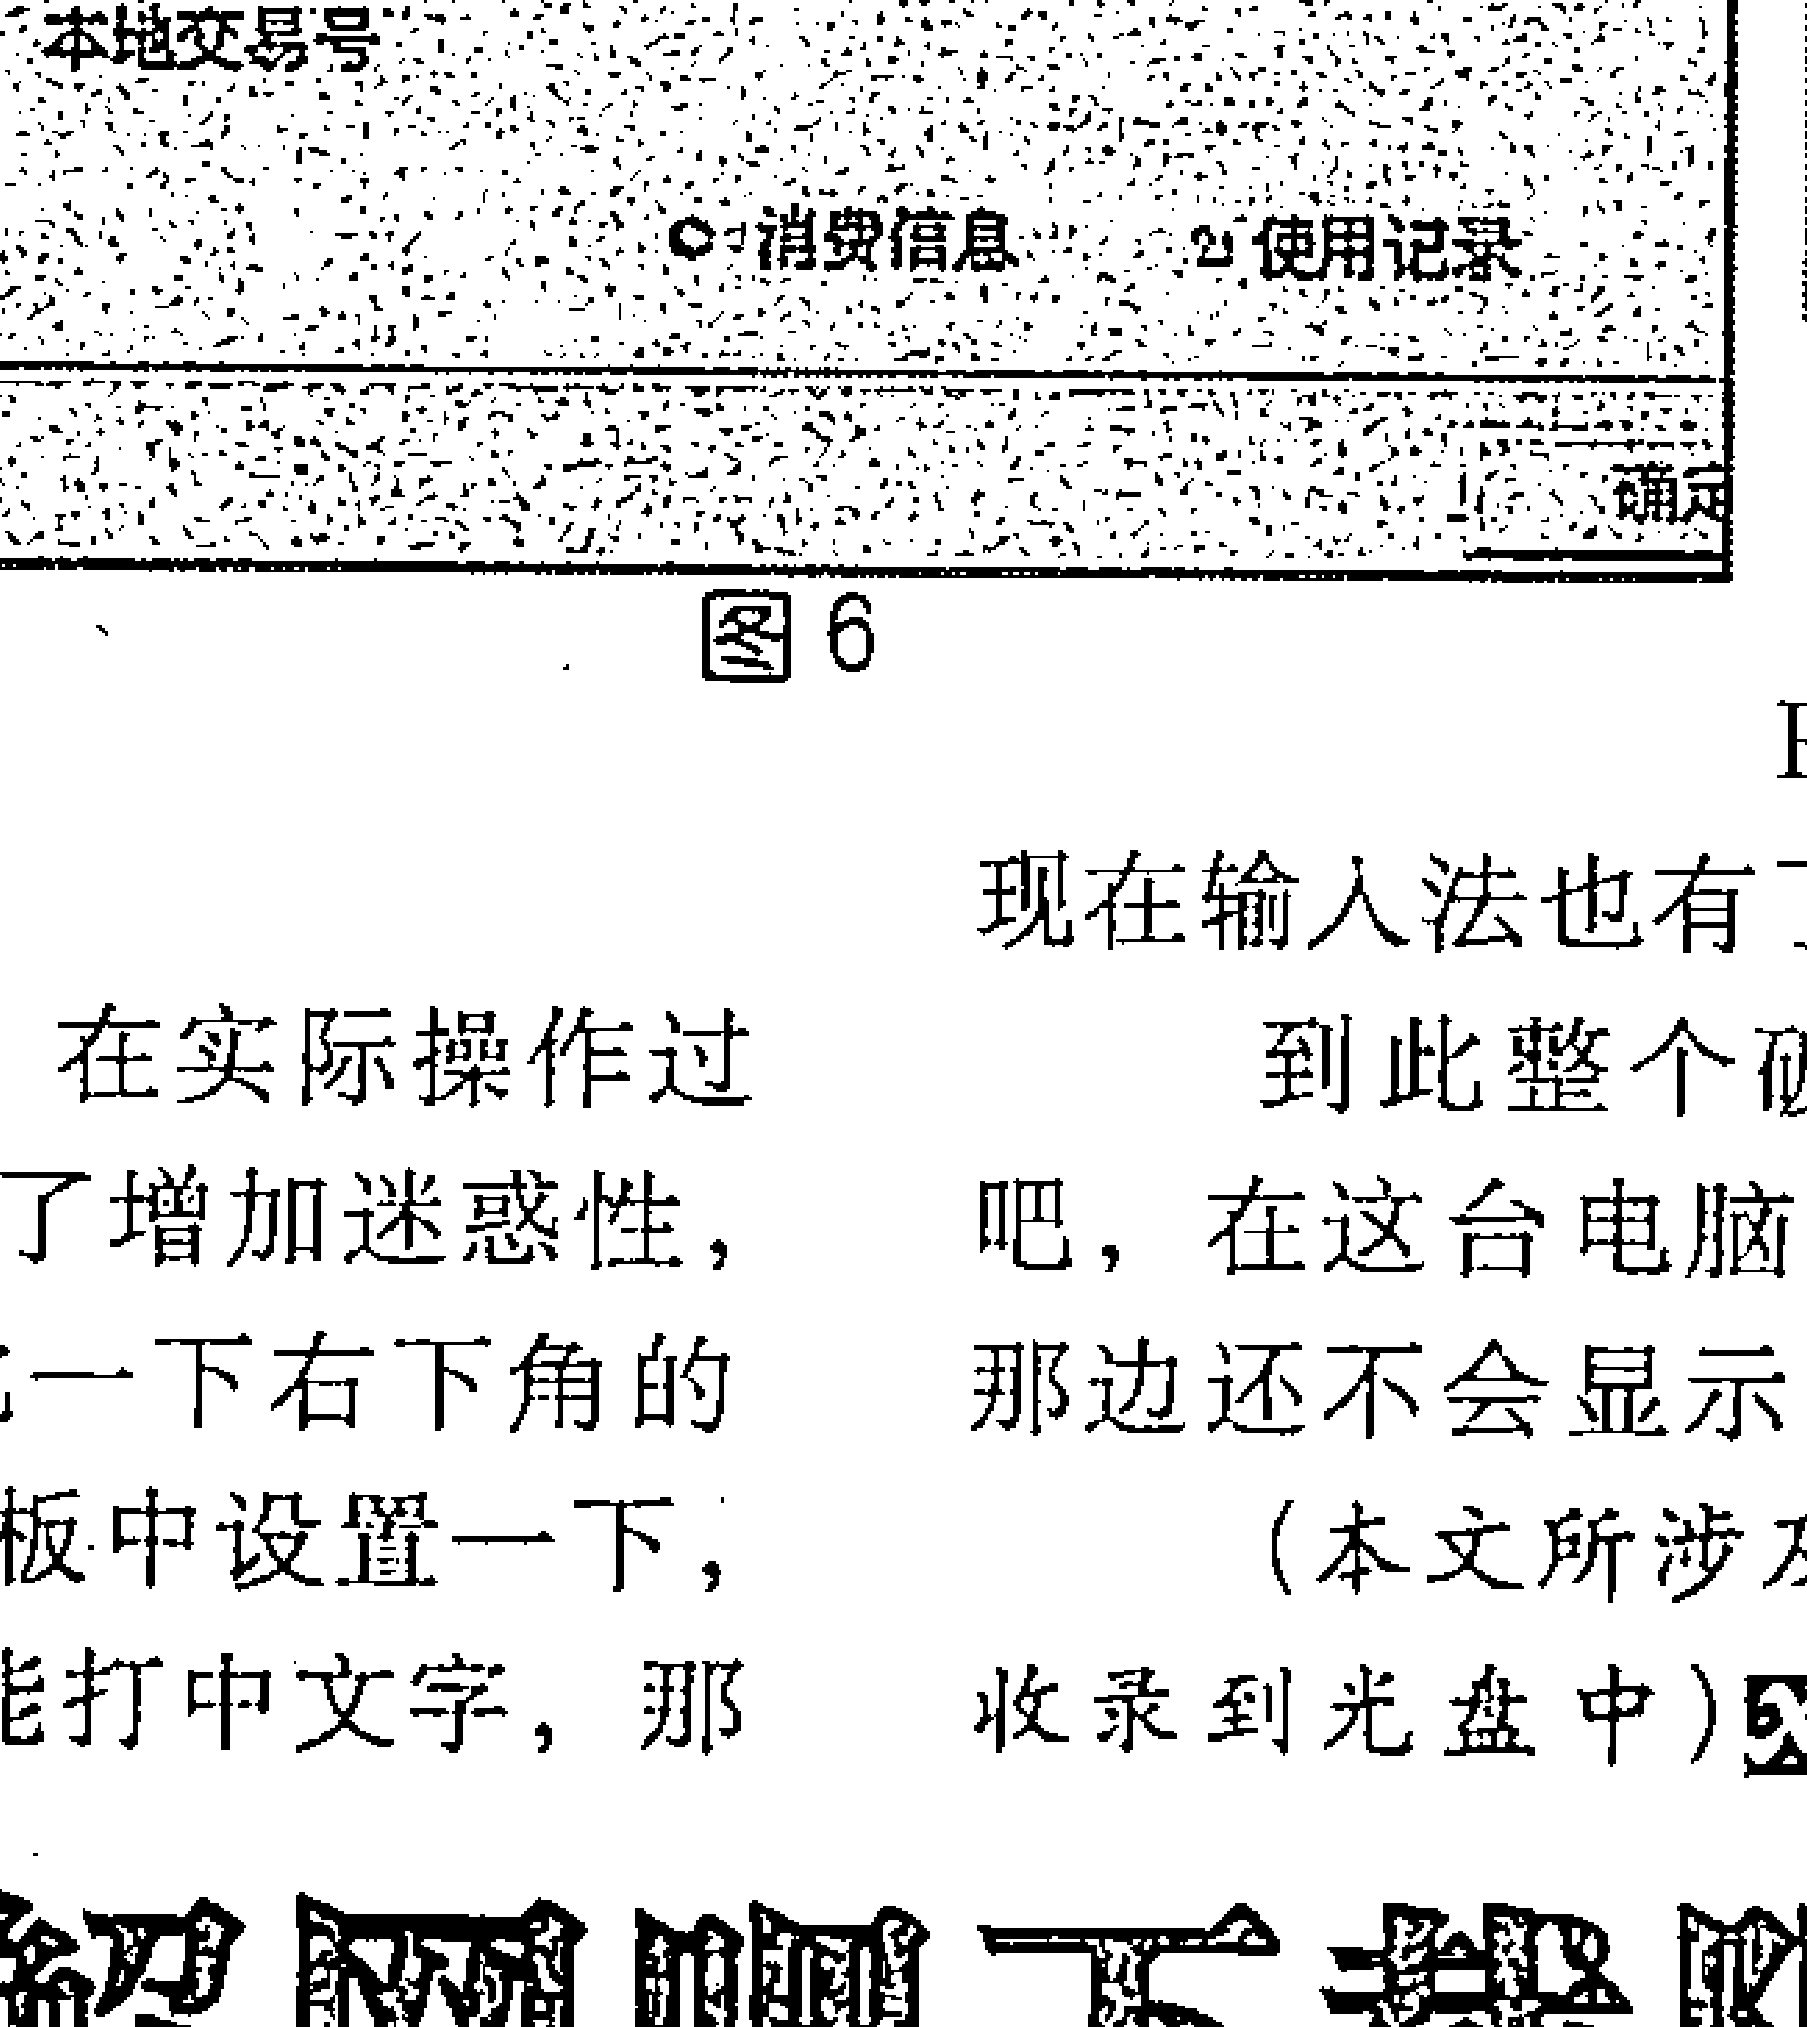 本地交易号
消费信息 使用记录
确定
图 6
在实际操作过
了增加迷惑性，
一下右下角的
板中设置一下，
能打中文字，那
现在输入法也有
到此整个
吧，在这台电脑
那边还不会显示
（本文所涉及
收录到光盘中）